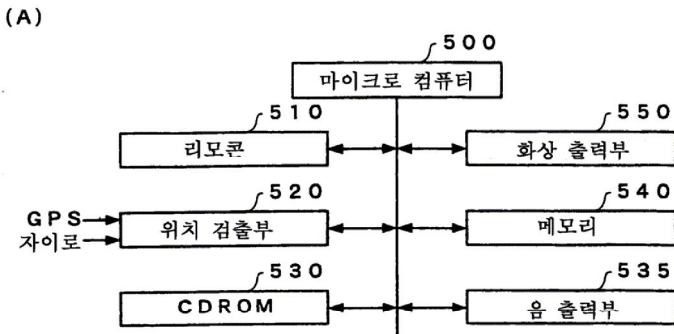 (A)
500
마이크로 컴퓨터
510
550
리모콘
화상 출력부
520
540
GPS
자이로
위치 검출부
메모리
530
535
CDROM
음 출력부